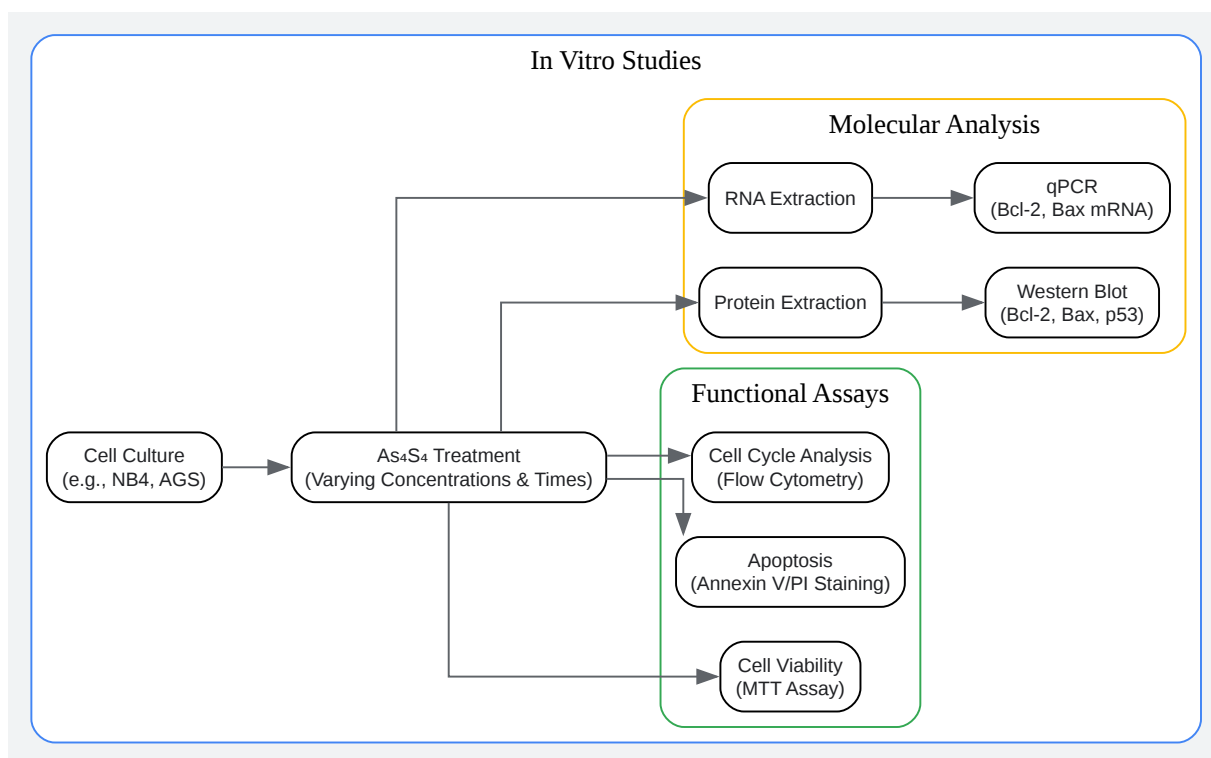 In Vitro Studies
Molecular Analysis
RNA Extraction
qPCR
(Bcl-2, Bax mRNA)
Protein Extraction
Western Blot
(Bcl-2, Bax, p53)
Functional Assays
Cell Culture
(e.g., NB4, AGS)
As₄S₄ Treatment
(Varying Concentrations & Times)
Cell Cycle Analysis
(Flow Cytometry)
Apoptosis
(Annexin V/PI Staining)
Cell Viability
(MTT Assay)